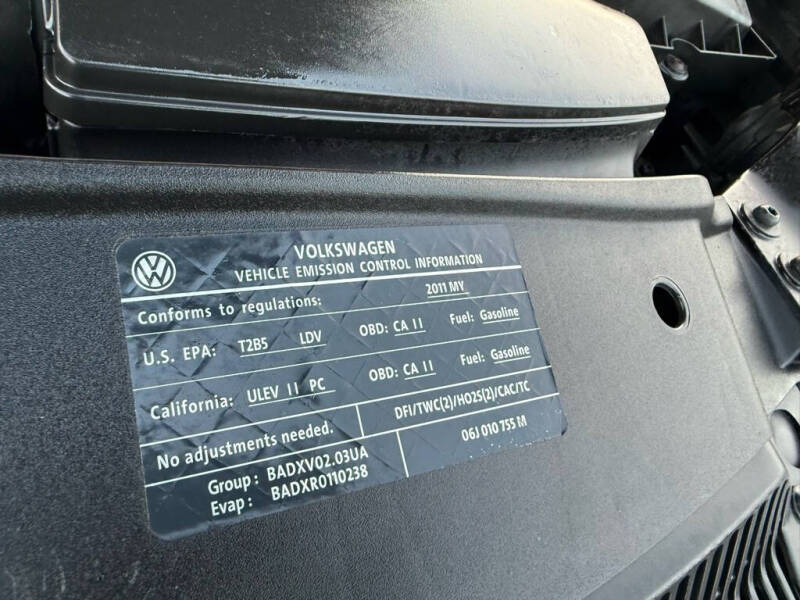 VOLKSWAGEN
VEHICLE EMISSION CONTROL INFORMATION
Conforms to regulations: 2011 MY
U.S. EPA: T2B5 LDV OBD: CA II Fuel: Gasoline
California: ULEV II PC OBD: CA II Fuel: Gasoline
No adjustments needed. DFI/TWC(2)/HO2S(2)/CAC/TC
Group: BADXV02.03UA 06J 010 755 M
Evap: BADXR0110238